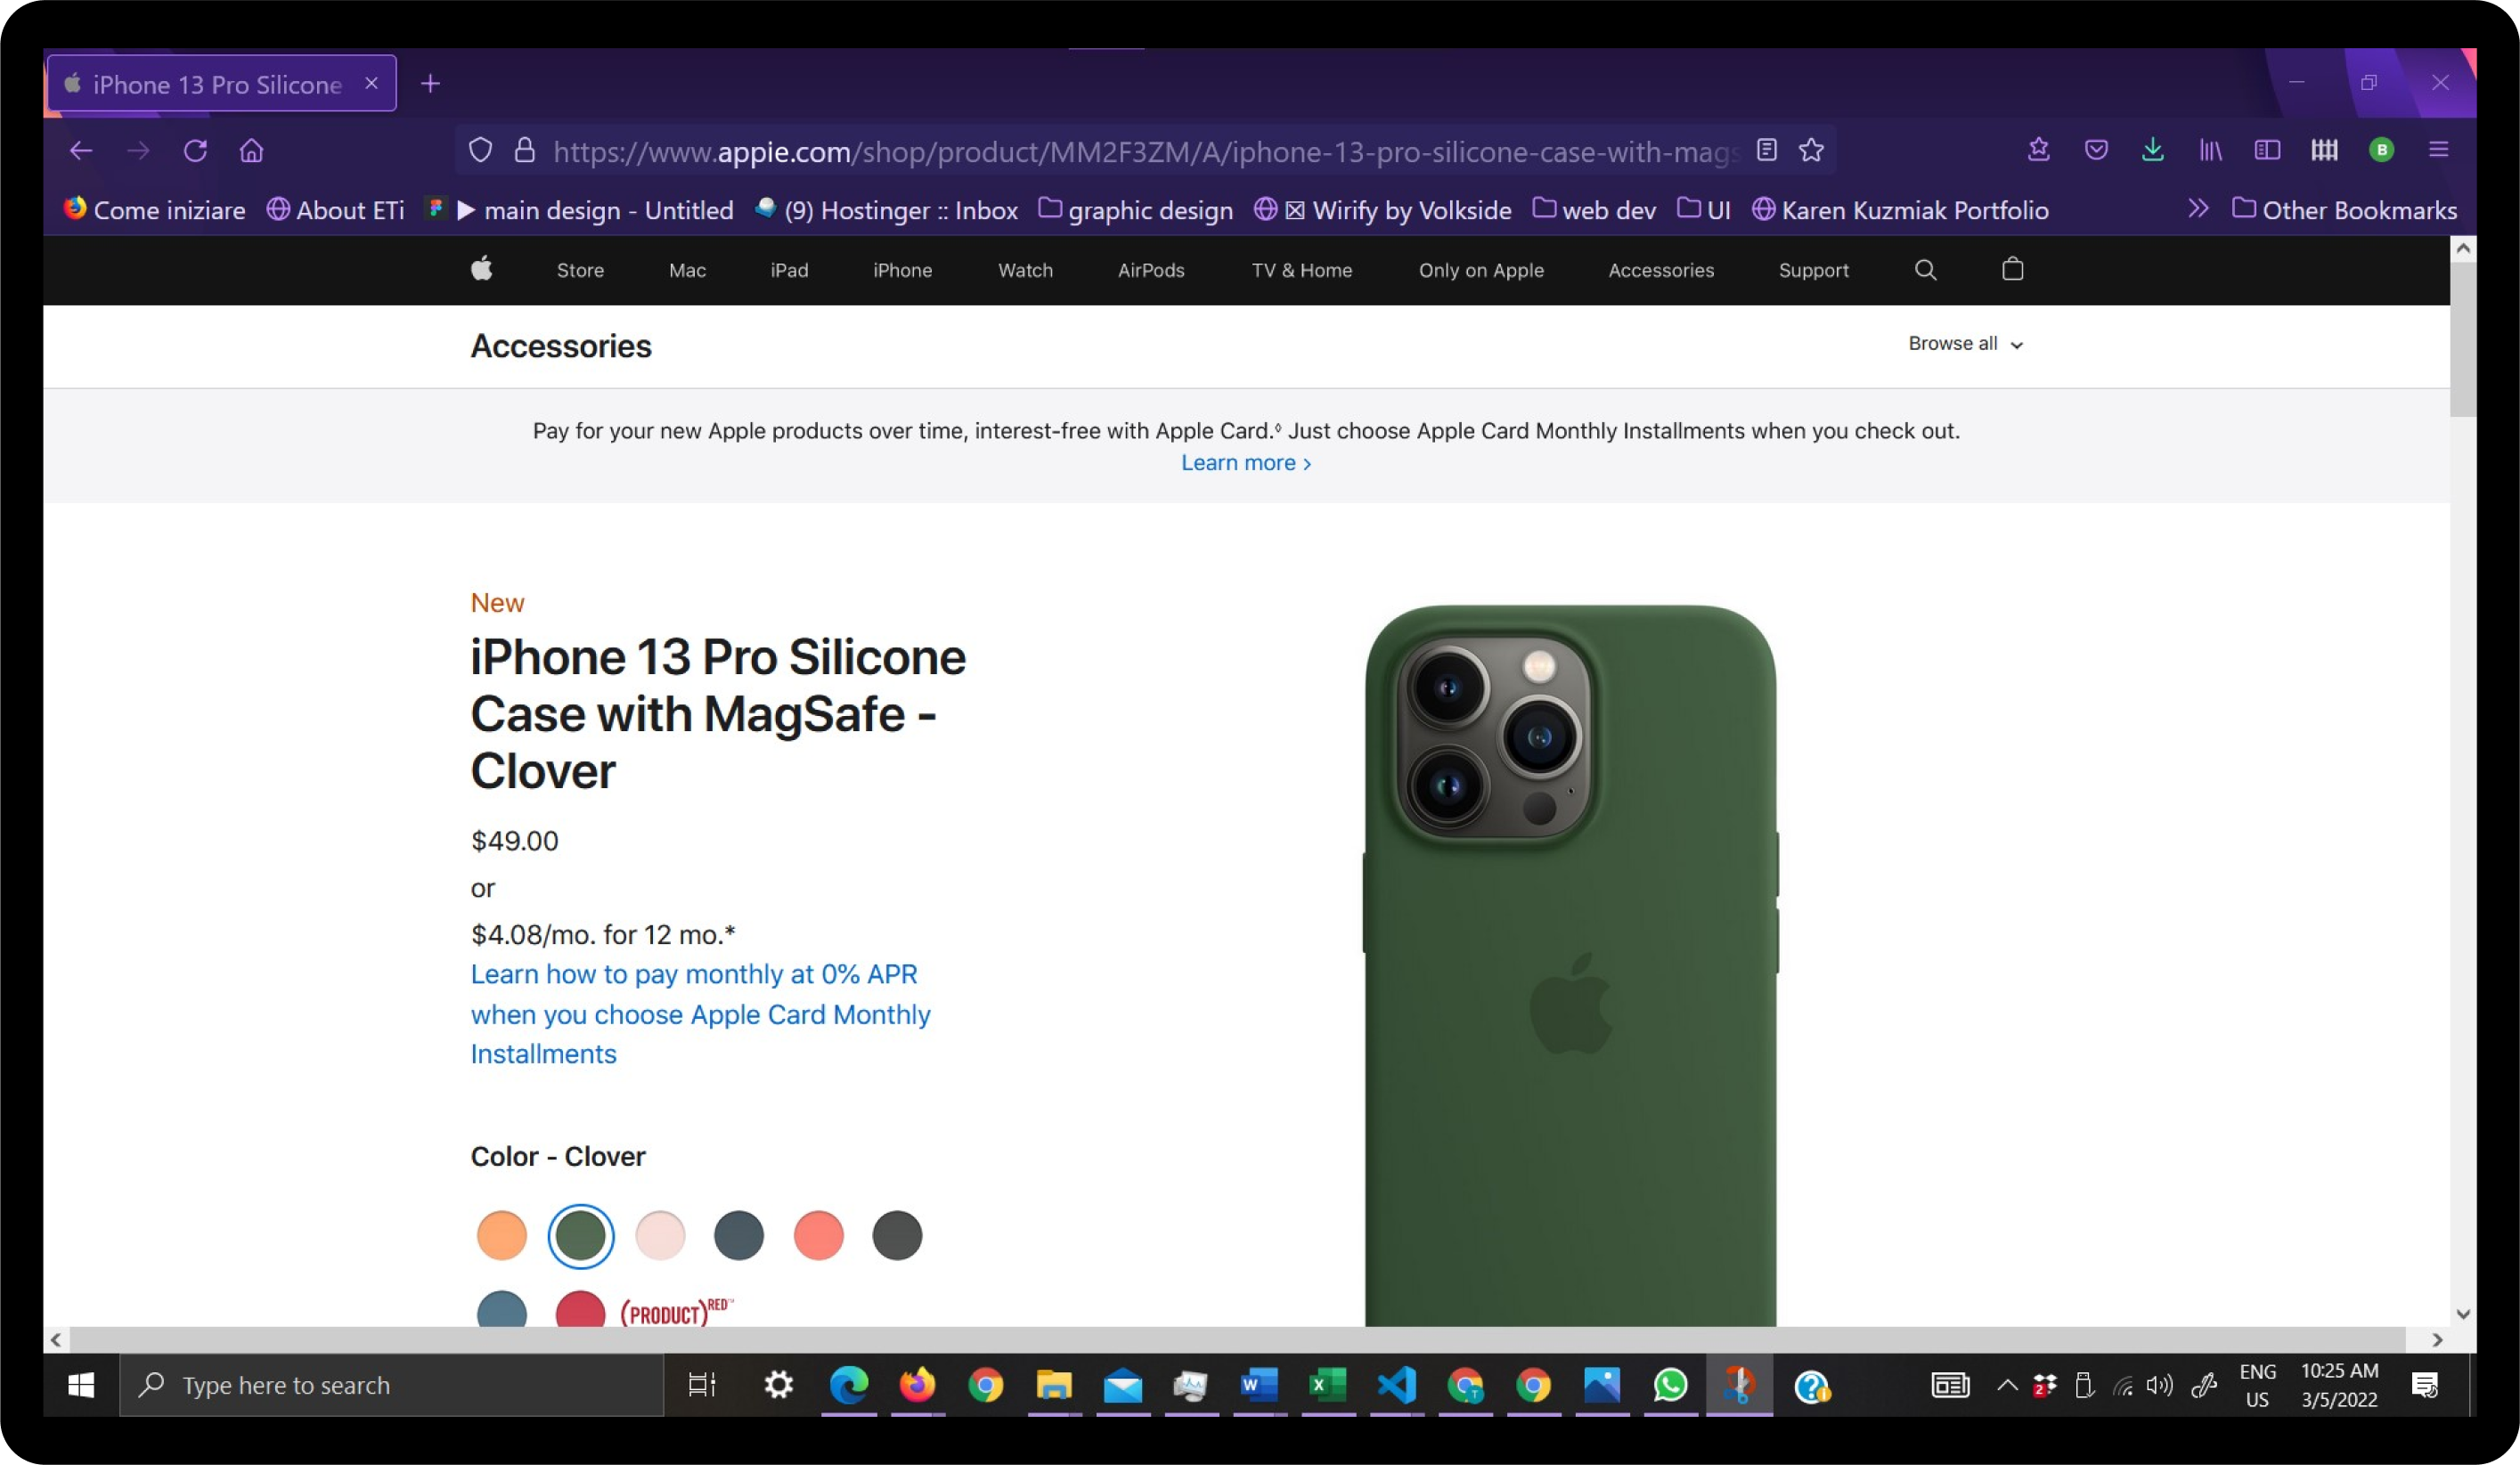 iPhone 13 Pro Silicone
https://www.appie.com/shop/product/MM2F3ZM/A/iphone-13-pro-silicone-case-with-mags
B
Come iniziare About ETi main design - Untitled (9) Hostinger :: Inbox graphic design Wirify by Volkside web dev UI Karen Kuzmiak Portfolio Other Bookmarks
Store Mac iPad iPhone Watch AirPods TV & Home Only on Apple Accessories Support
Accessories Browse all
Pay for your new Apple products over time, interest-free with Apple Card.◊ Just choose Apple Card Monthly Installments when you check out.
Learn more ›
New
iPhone 13 Pro Silicone
Case with MagSafe -
Clover
$49.00
or
$4.08/mo. for 12 mo.*
Learn how to pay monthly at 0% APR
when you choose Apple Card Monthly
Installments
Color - Clover
(PRODUCT)RED™
Type here to search
ENG 10:25 AM
US 3/5/2022